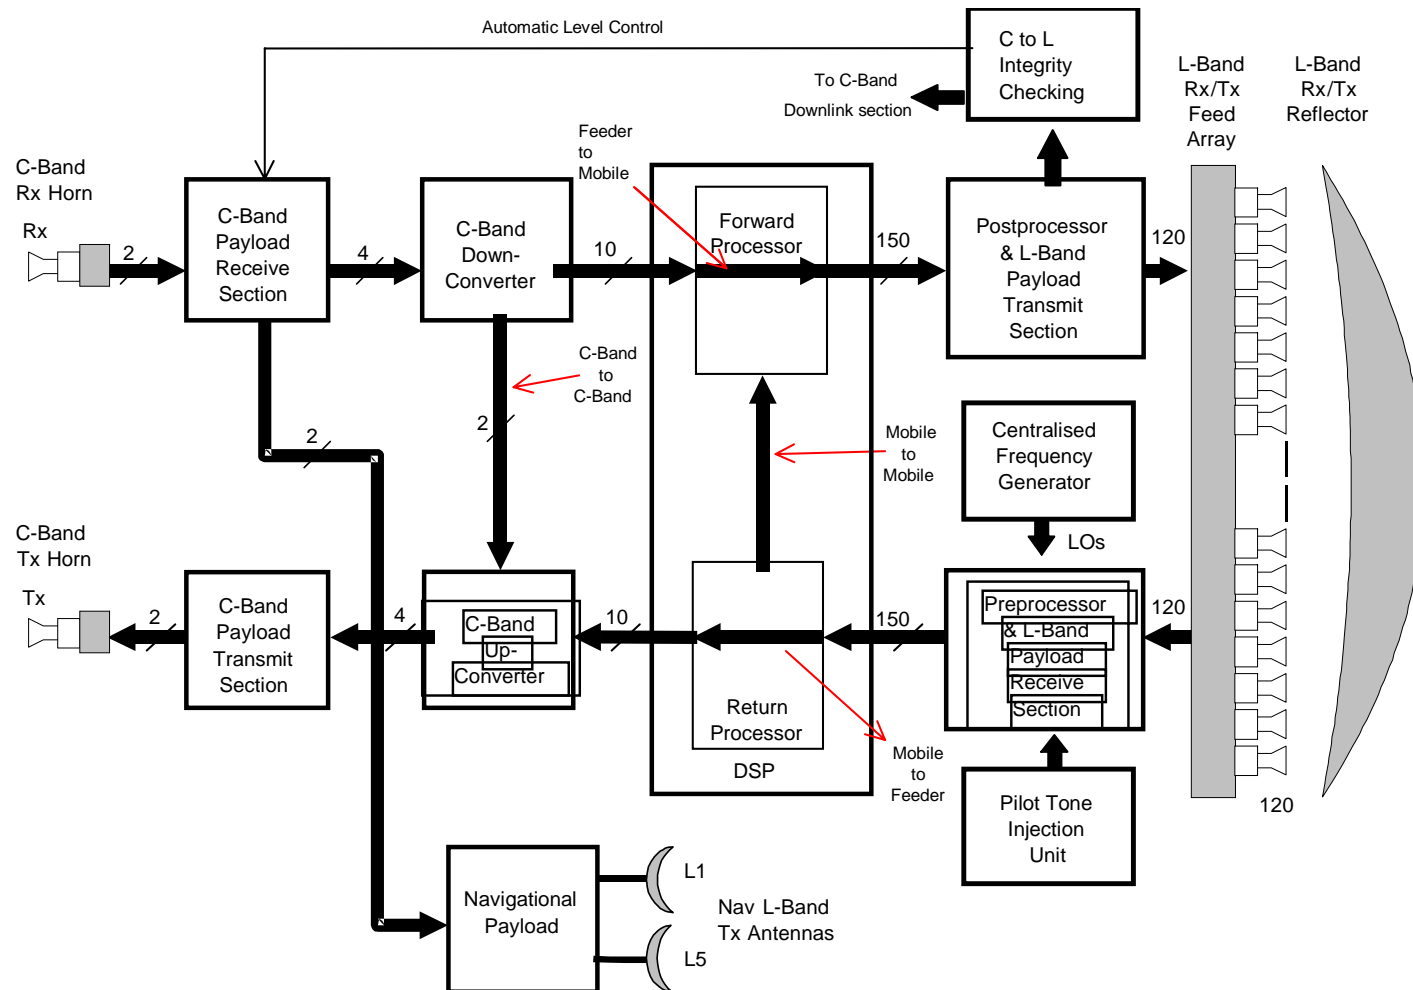 Automatic Level Control
C to L
Integrity
Checking
To C-Band
Downlink section
L-Band
Rx/Tx
Feed
Array
L-Band
Rx/Tx
Reflector
Feeder
to
Mobile
C-Band
Rx Horn
Rx
2
C-Band
Payload
Receive
Section
4
C-Band
Down-
Converter
10
Forward
Processor
150
Postprocessor
& L-Band
Payload
Transmit
Section
120
C-Band
to
C-Band
2
2
Mobile
to
Mobile
Centralised
Frequency
Generator
LOs
C-Band
Tx Horn
Tx
2
C-Band
Payload
Transmit
Section
4
C-Band
Up-
Converter
10
Return
Processor
DSP
150
Preprocessor
& L-Band
Payload
Receive
Section
120
Mobile
to
Feeder
Pilot Tone
Injection
Unit
120
Navigational
Payload
L1
L5
Nav L-Band
Tx Antennas